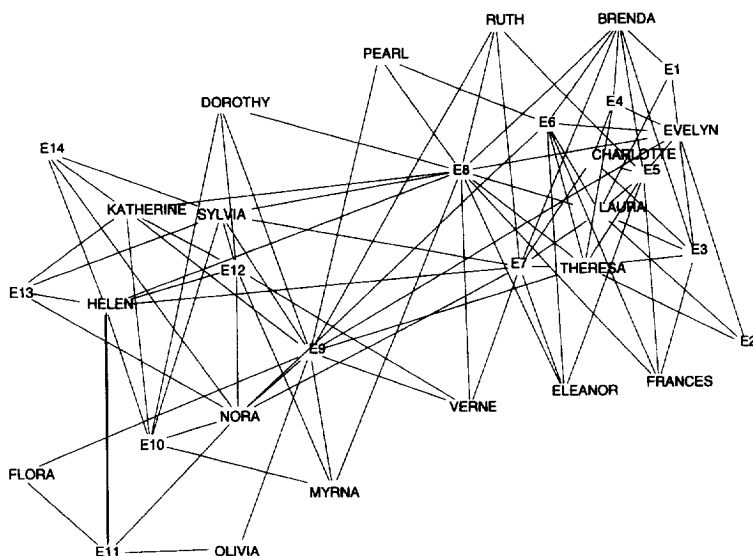 RUTH
BRENDA
PEARL
E1
E4
DOROTHY
E6
EVELYN
E14
CHARLOTTE
E8
E5
KATHERINE
SYLVIA
LAURA
E3
E7
THERESA
E12
E13
HELEN
E2
E9
FRANCES
ELEANOR
VERNE
NORA
E10
FLORA
MYRNA
E11
OLIVIA